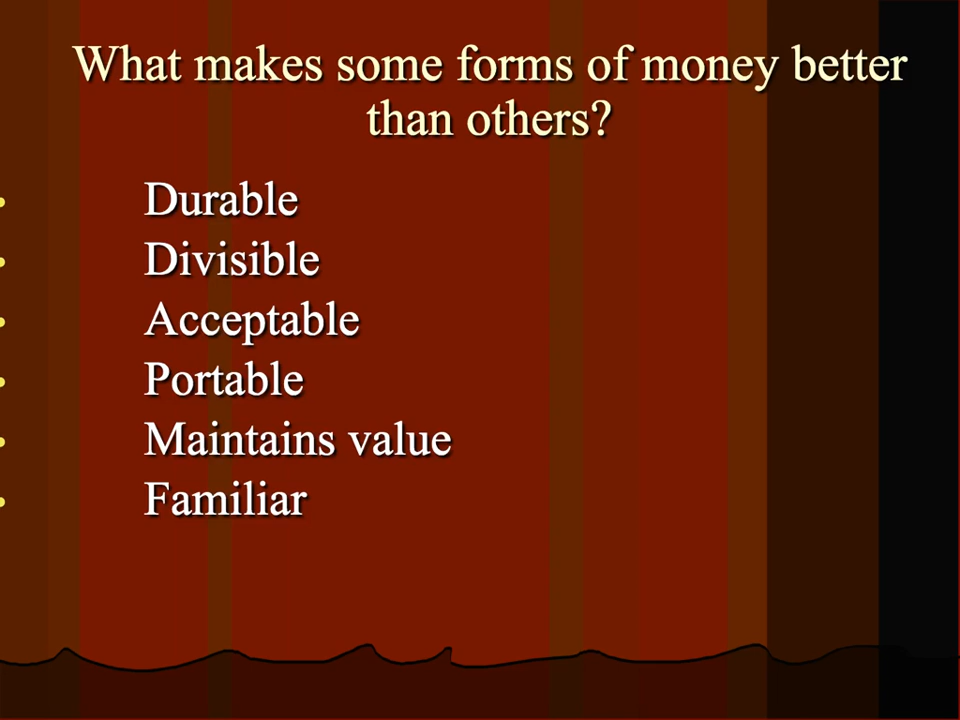 What makes some forms of money better
than others?
• Durable
• Divisible
• Acceptable
• Portable
• Maintains value
• Familiar